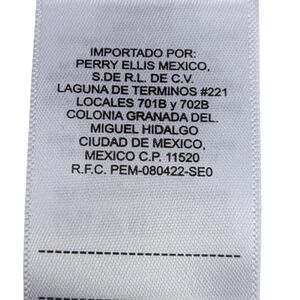 IMPORTADO POR:
PERRY ELLIS MEXICO,
S.DE R.L. DE C.V.
LAGUNA DE TERMINOS #221
LOCALES 701B y 702B
COLONIA GRANADA DEL.
MIGUEL HIDALGO
CIUDAD DE MEXICO,
MEXICO C.P. 11520
R.F.C. PEM-080422-SE0